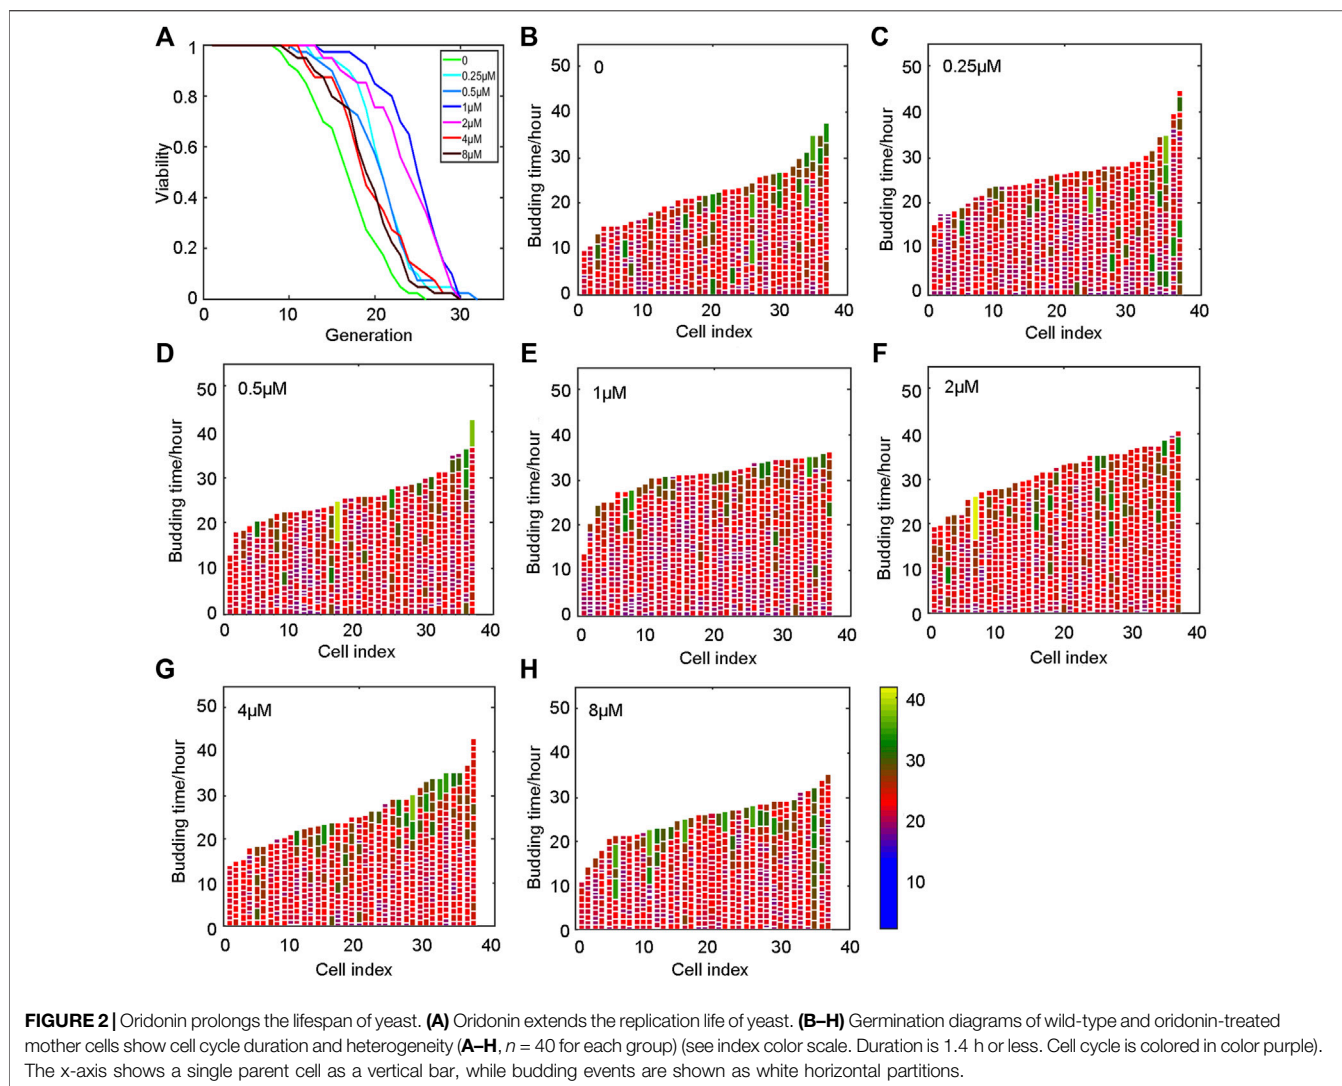 A
1
0.8
0.6
0.4
0.2
0
Viability
0
10
20
30
Generation
0
0.25μM
0.5μM
1μM
2μM
4μM
8μM
B
0
50
40
30
20
10
0
Budding time/hour
0
10
20
30
40
Cell index
C
0.25μM
50
40
30
20
10
0
Budding time/hour
0
10
20
30
40
Cell index
D
0.5μM
50
40
30
20
10
0
Budding time/hour
0
10
20
30
40
Cell index
E
1μM
50
40
30
20
10
0
Budding time/hour
0
10
20
30
40
Cell index
F
2μM
50
40
30
20
10
0
Budding time/hour
0
10
20
30
40
Cell index
G
4μM
50
40
30
20
10
0
Budding time/hour
0
10
20
30
40
Cell index
H
8μM
50
40
30
20
10
0
Budding time/hour
0
10
20
30
40
Cell index
40
30
20
10
FIGURE 2 | Oridonin prolongs the lifespan of yeast. (A) Oridonin extends the replication life of yeast. (B–H) Germination diagrams of wild-type and oridonin-treated
mother cells show cell cycle duration and heterogeneity (A–H, n = 40 for each group) (see index color scale. Duration is 1.4 h or less. Cell cycle is colored in color purple).
The x-axis shows a single parent cell as a vertical bar, while budding events are shown as white horizontal partitions.